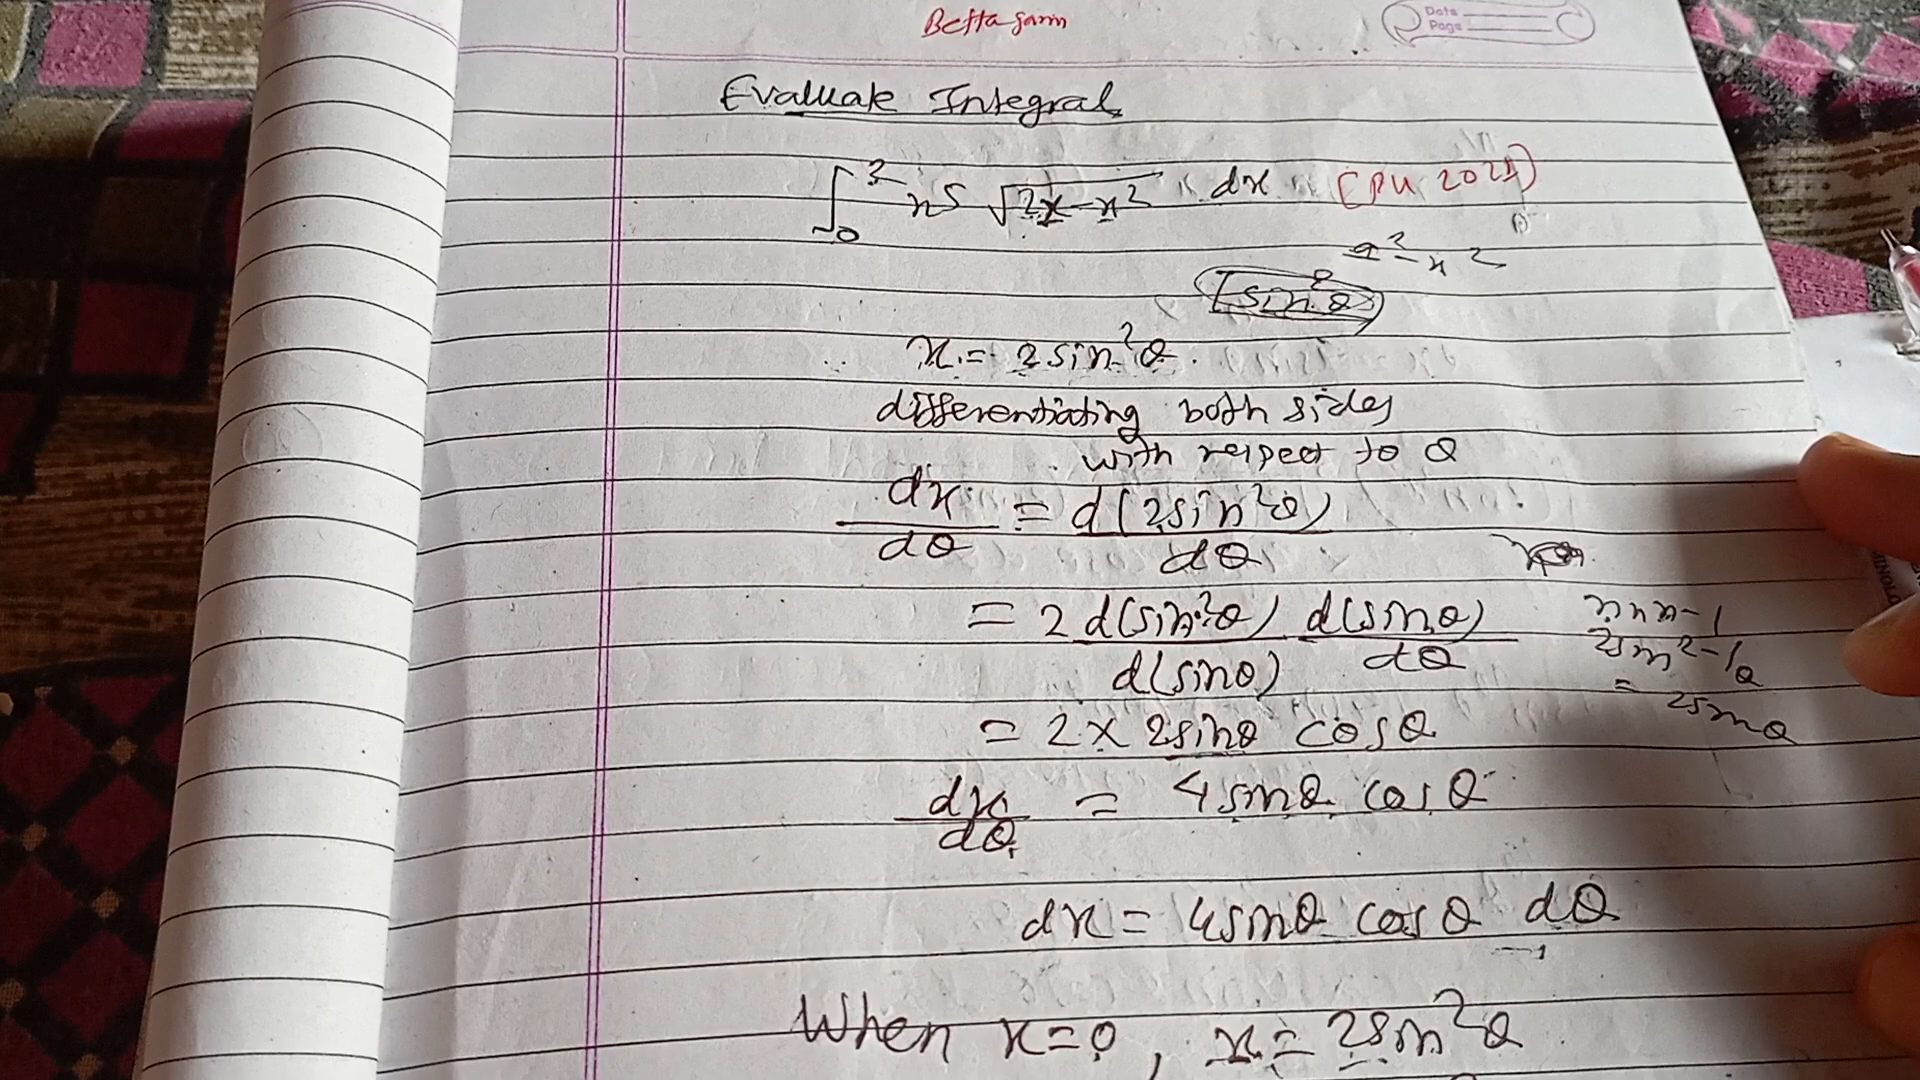 Betta gamm
Date
Page
Evaluate Integral
∫₀² x5 √2x-x² dx (PU 2021)
a²-x²
sin²θ
x = 2sin²θ.
differentiating both sides
with respect to θ
dx/dθ = d(2sin²θ)/dθ
= 2 d(sin²θ)/d(sinθ) d(sinθ)/dθ
nxn-1
2sin2-1θ
= 2sinθ
= 2 x 2sinθ cosθ
dx/dθ = 4sinθ cosθ
dx = 4sinθ cosθ dθ
When x=0, x = 2sin²θ